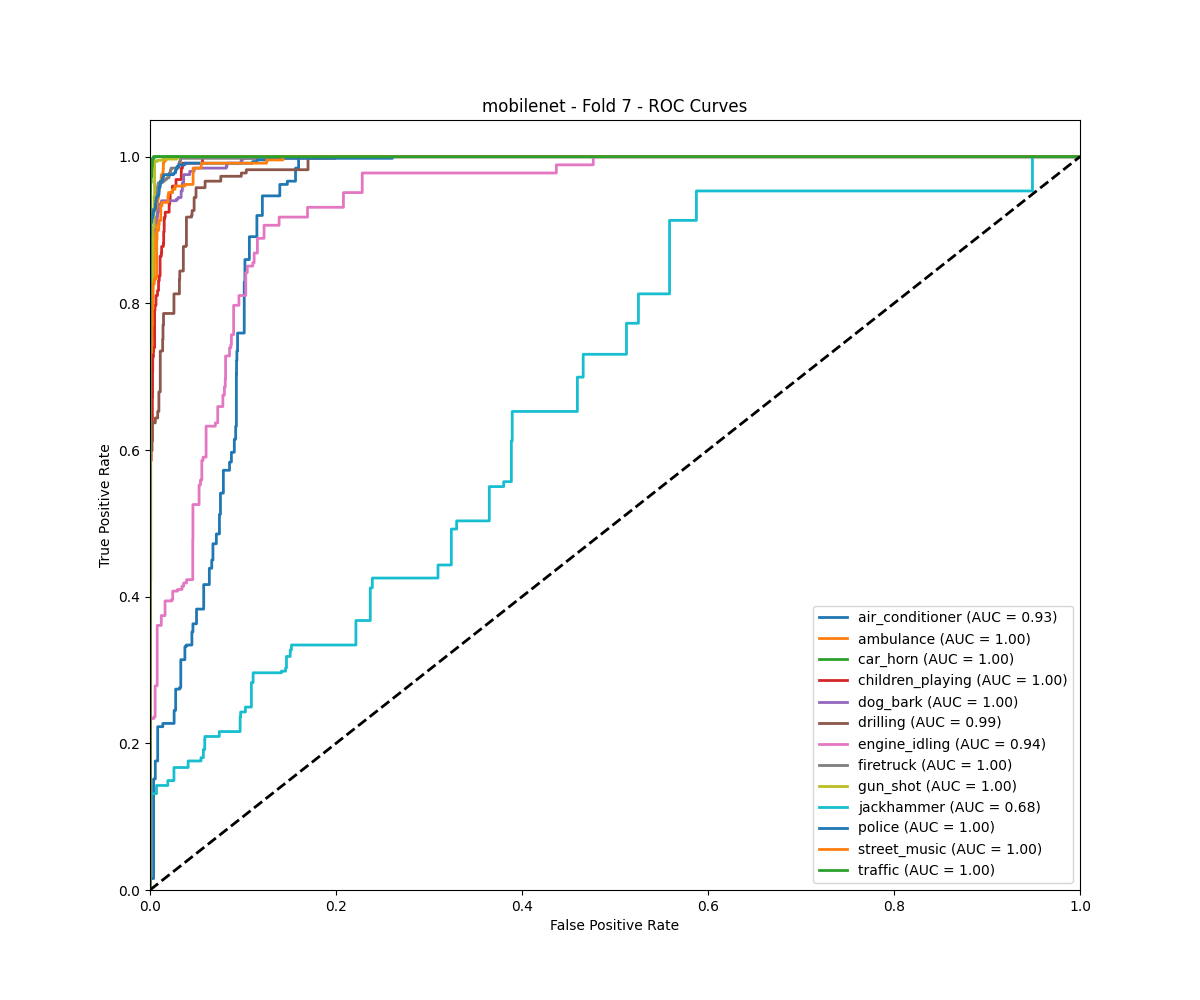 mobilenet - Fold 7 - ROC Curves
True Positive Rate
1.0
0.8
0.6
0.4
0.2
0.0
0.0 0.2 0.4 0.6 0.8 1.0
False Positive Rate
air_conditioner (AUC = 0.93)
ambulance (AUC = 1.00)
car_horn (AUC = 1.00)
children_playing (AUC = 1.00)
dog_bark (AUC = 1.00)
drilling (AUC = 0.99)
engine_idling (AUC = 0.94)
firetruck (AUC = 1.00)
gun_shot (AUC = 1.00)
jackhammer (AUC = 0.68)
police (AUC = 1.00)
street_music (AUC = 1.00)
traffic (AUC = 1.00)